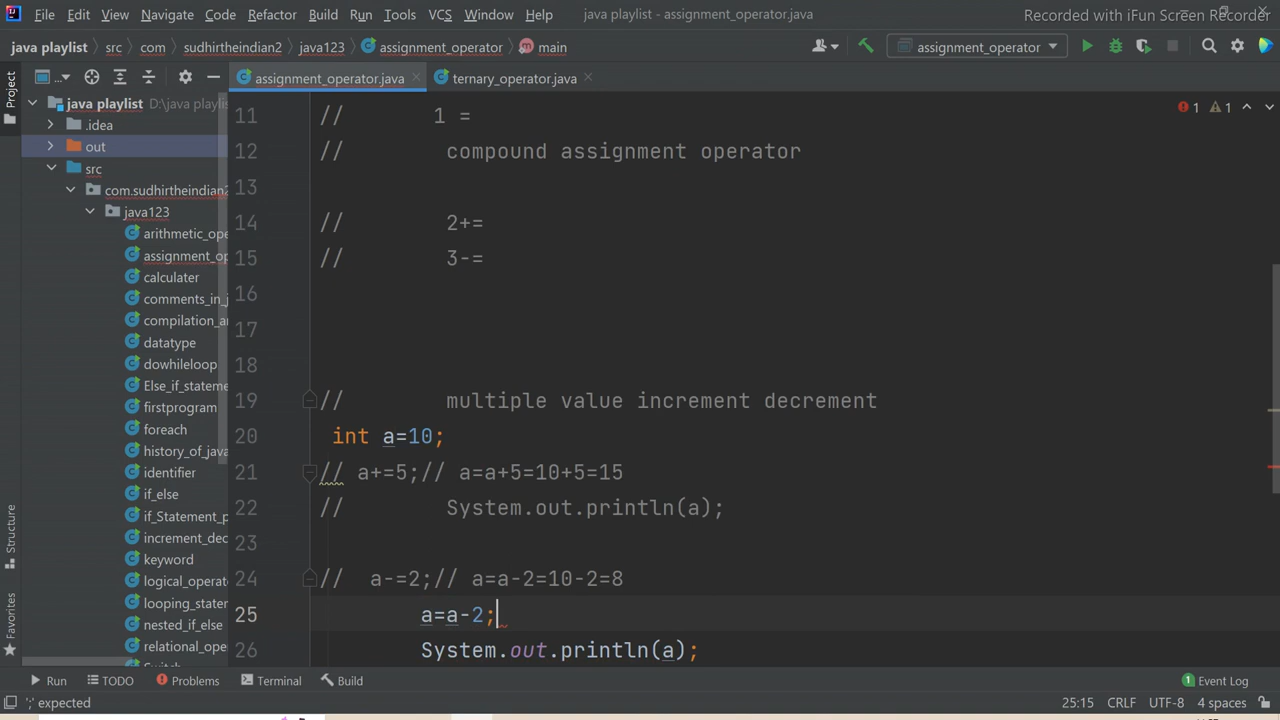 File Edit View Navigate Code Refactor Build Run Tools VCS Window Help java playlist - assignment_operator.java
Recorded with iFun Screen Recorder
java playlist src com sudhirtheindian2 java123 assignment_operator main assignment_operator
Project
assignment_operator.java ternary_operator.java
java playlist D:\java playlis
.idea
out
src
com.sudhirtheindian2
java123
arithmetic_ope
assignment_op
calculater
comments_in_j
compilation_an
datatype
dowhileloop
Else_if_stateme
firstprogram
foreach
history_of_java
identifier
if_else
if_Statement_p
increment_dec
keyword
logical_operato
looping_staten
nested_if_else
relational_ope
Switch
1 1
11 // 1 =
12 // compound assignment operator
13
14 // 2+=
15 // 3-=
16
17
18
19 // multiple value increment decrement
20 int a=10;
21 // a+=5;// a=a+5=10+5=15
22 // System.out.println(a);
23
24 // a-=2;// a=a-2=10-2=8
25 a=a-2;
26 System.out.println(a);
Structure
Favorites
Run TODO Problems Terminal Build 1 Event Log
';' expected 25:15 CRLF UTF-8 4 spaces